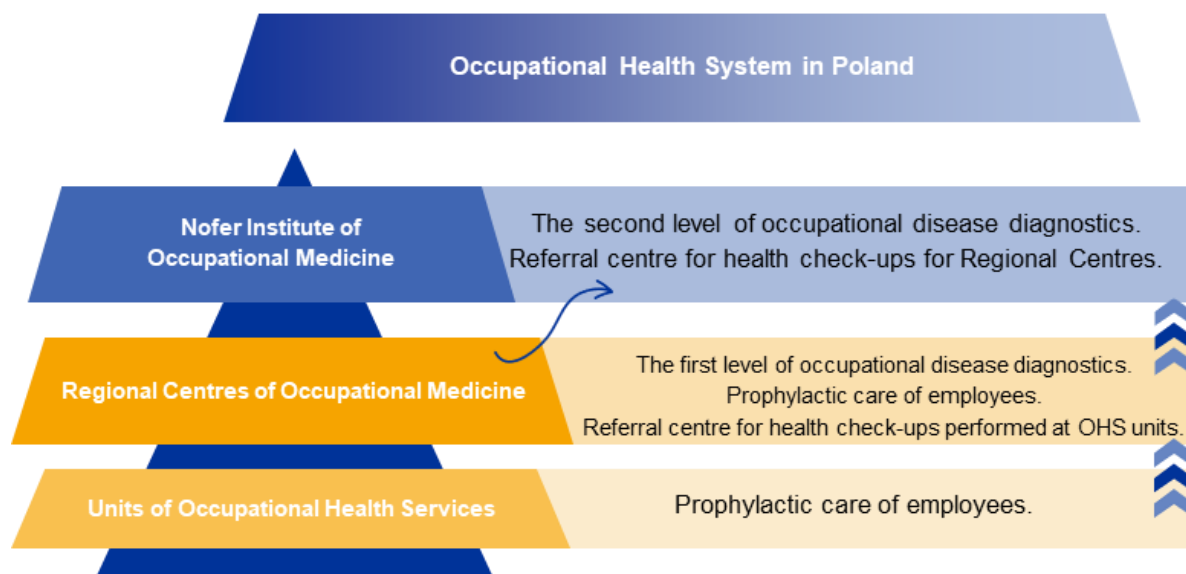 Occupational Health System in Poland
Nofer Institute of
Occupational Medicine
The second level of occupational disease diagnostics.
Referral centre for health check-ups for Regional Centres.
Regional Centres of Occupational Medicine
The first level of occupational disease diagnostics.
Prophylactic care of employees.
Referral centre for health check-ups performed at OHS units.
Units of Occupational Health Services
Prophylactic care of employees.